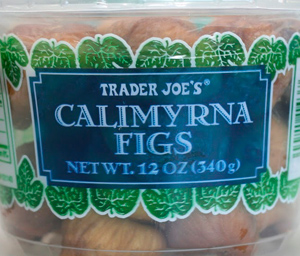 TRADER JOE'S®
CALIMYRNA
FIGS
NET WT. 12 OZ (340g)